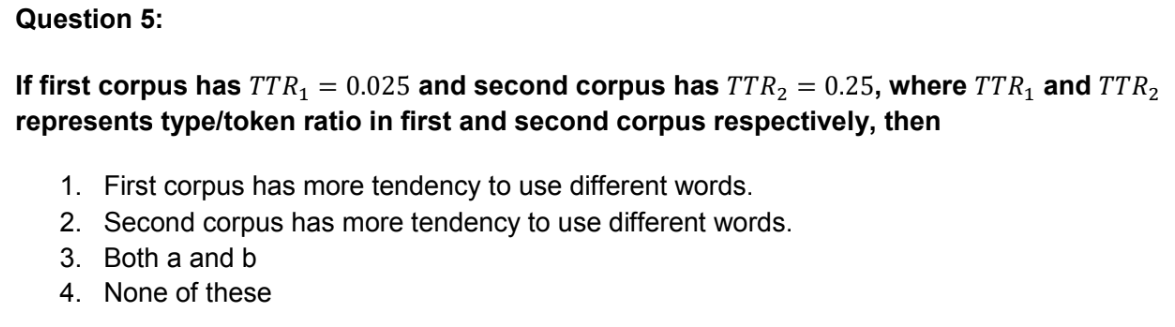 Question 5:
If first corpus has TTR₁ = 0.025 and second corpus has TTR₂ = 0.25, where TTR₁ and TTR₂
represents type/token ratio in first and second corpus respectively, then
1. First corpus has more tendency to use different words.
2. Second corpus has more tendency to use different words.
3. Both a and b
4. None of these